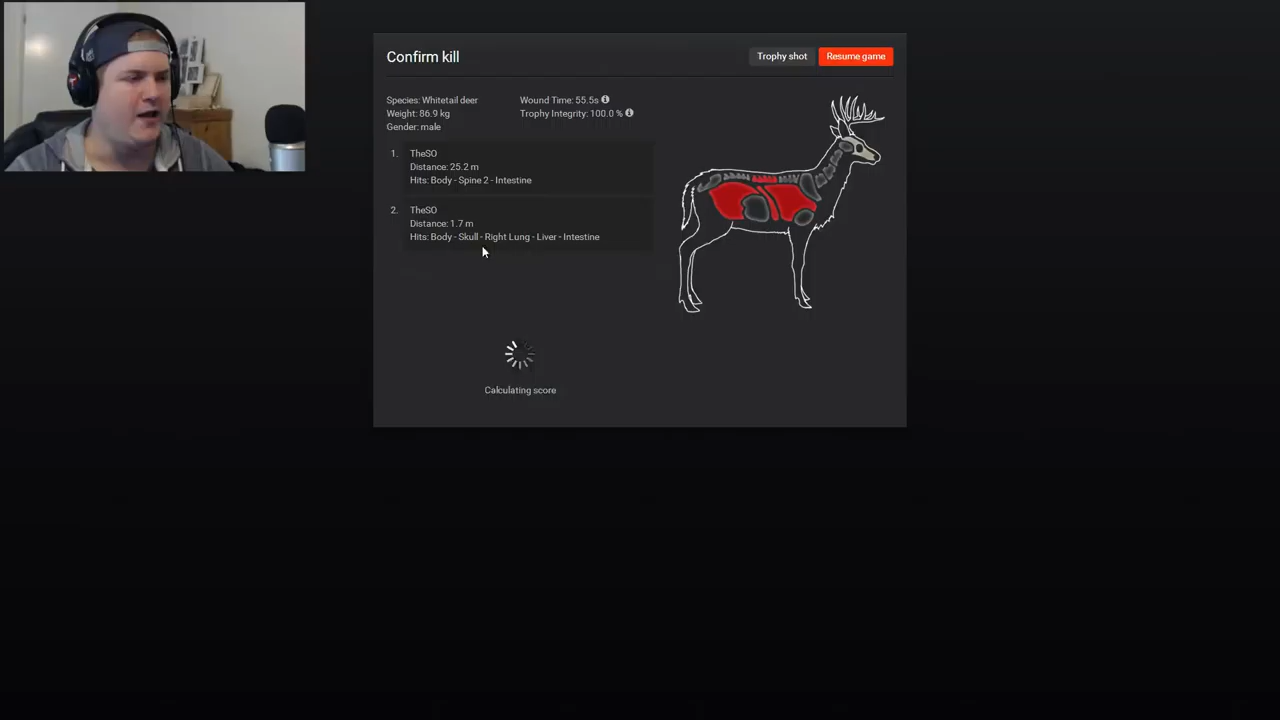 Confirm kill
Trophy shot
Resume game
Species: Whitetail deer
Weight: 86.9 kg
Gender: male
Wound Time: 55.5s
Trophy Integrity: 100.0 %
1. TheSO
Distance: 25.2 m
Hits: Body - Spine 2 - Intestine
2. TheSO
Distance: 1.7 m
Hits: Body - Skull - Right Lung - Liver - Intestine
Calculating score